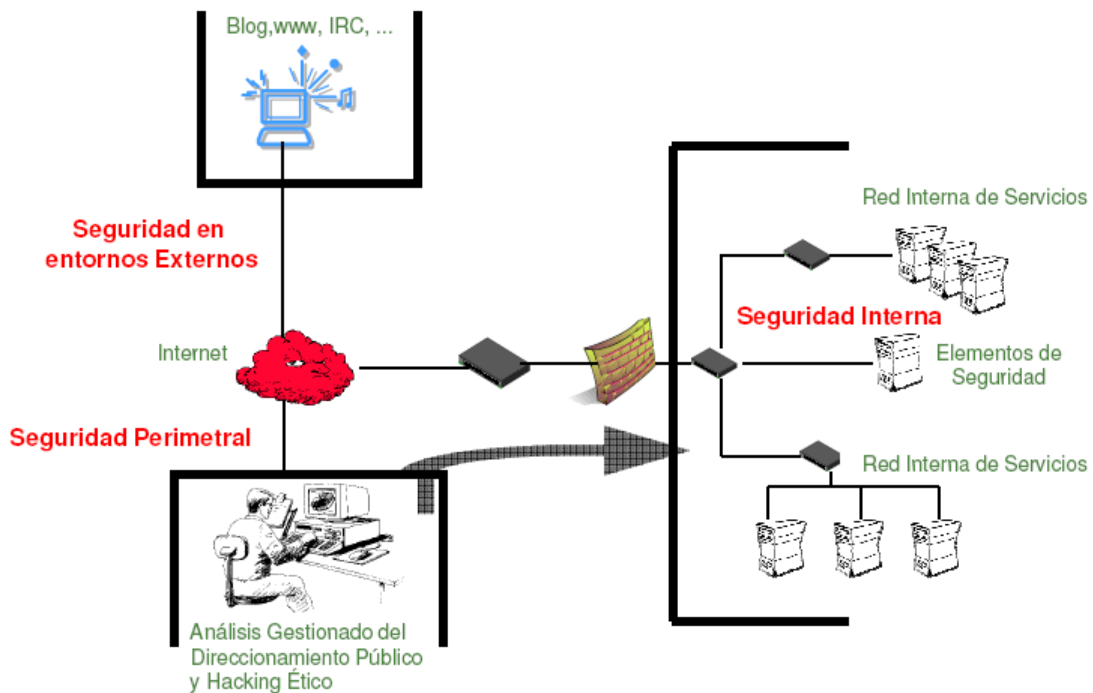 Blog,www, IRC, ...
Seguridad en
entornos Externos
Internet
Seguridad Perimetral
Análisis Gestionado del
Direccionamiento Público
y Hacking Ético
Red Interna de Servicios
Seguridad Interna
Elementos de
Seguridad
Red Interna de Servicios